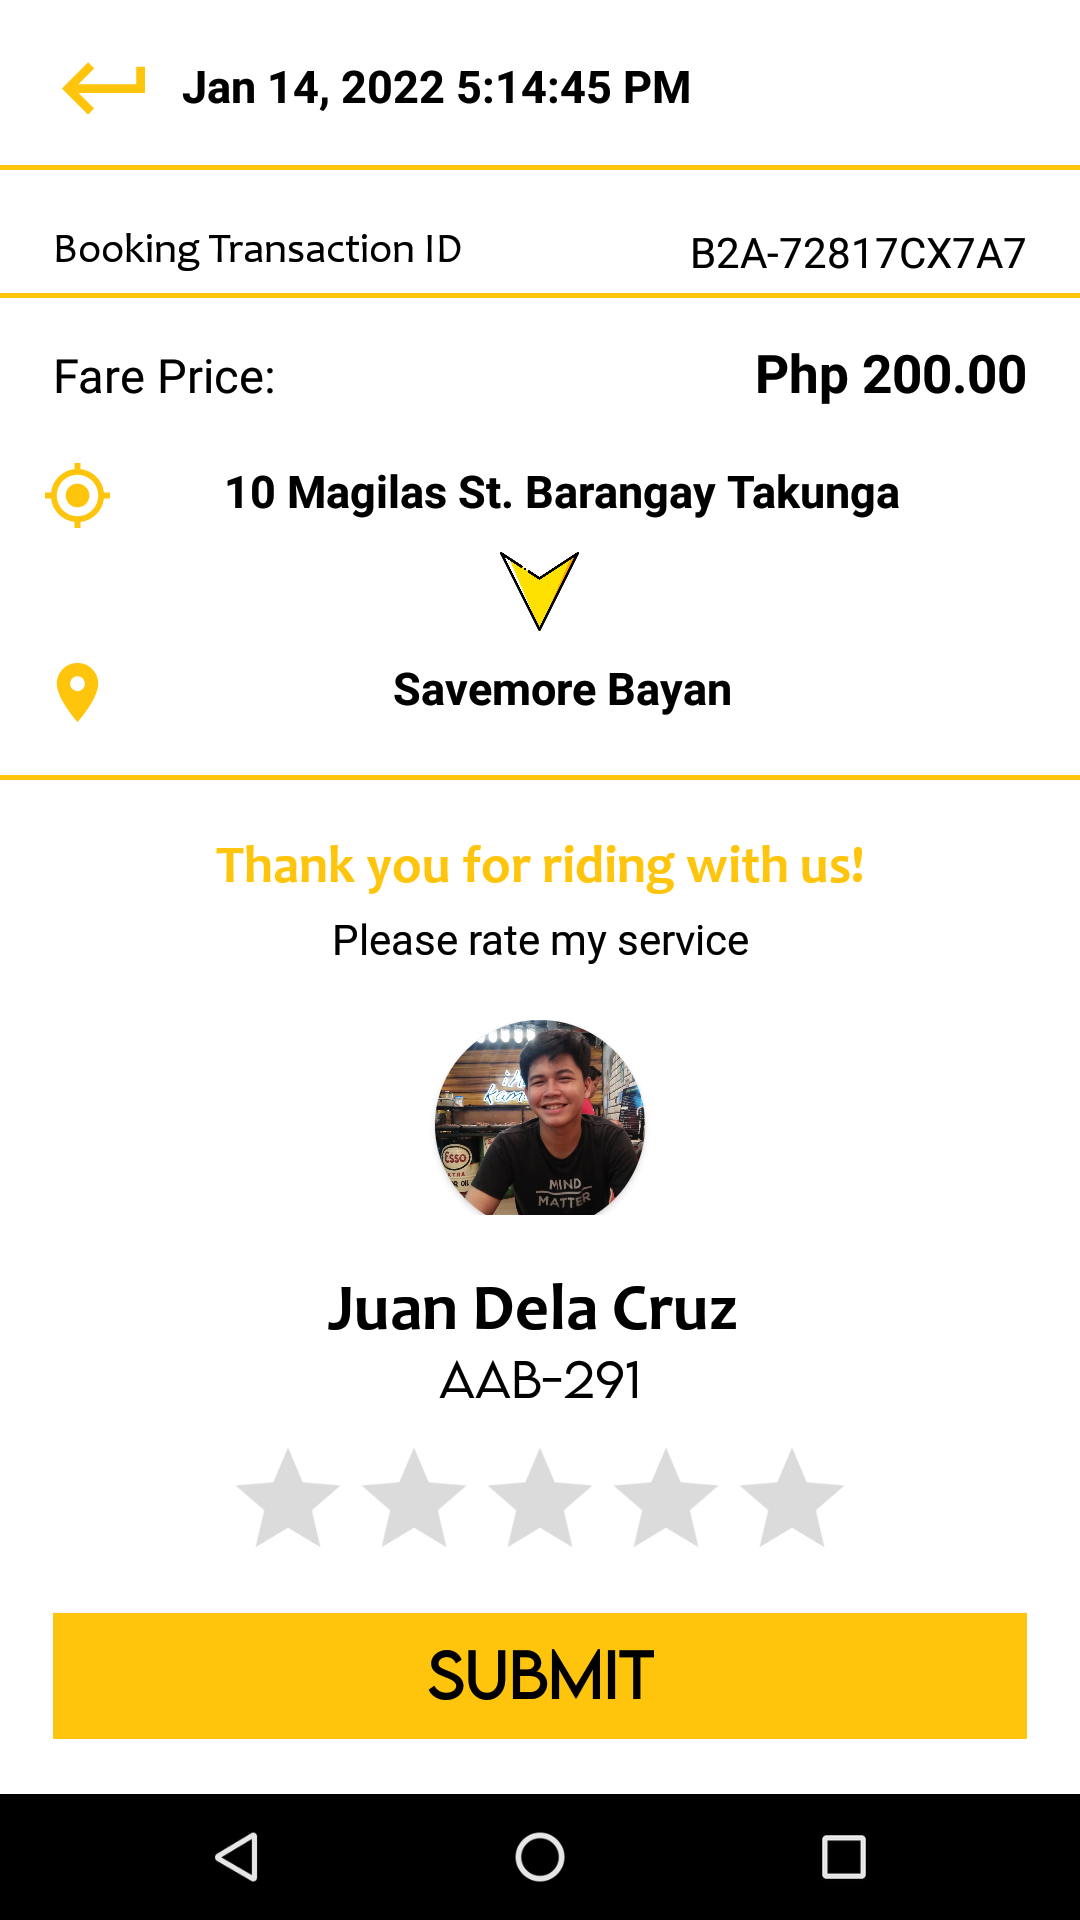 Jan 14, 2022 5:14:45 PM
Booking Transaction ID
B2A-72817CX7A7
Fare Price:
Php 200.00
10 Magilas St. Barangay Takunga
Savemore Bayan
Thank you for riding with us!
Please rate my service
ESSO
MIND
MATTER
Juan Dela Cruz
AAB-291
SUBMIT